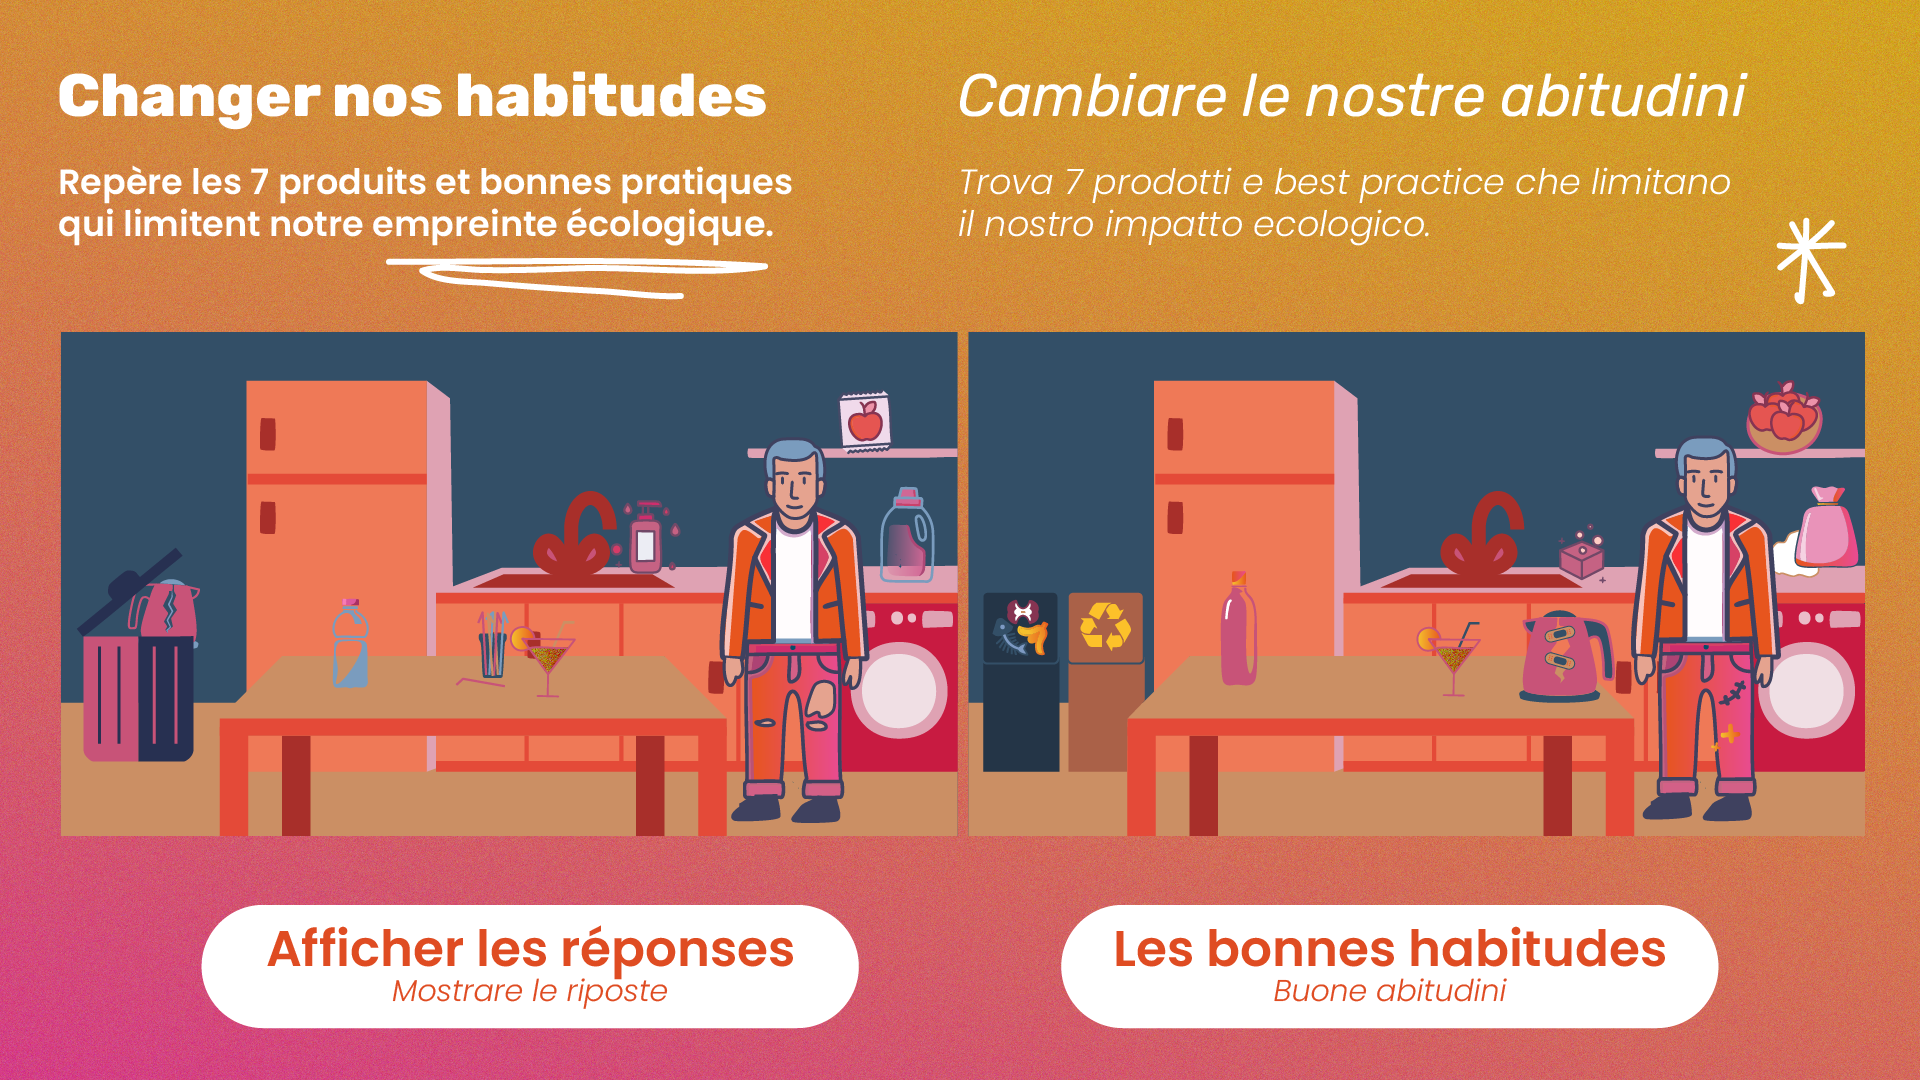 Changer nos habitudes
Repère les 7 produits et bonnes pratiques
qui limitent notre empreinte écologique.
Cambiare le nostre abitudini
Trova 7 prodotti e best practice che limitano
il nostro impatto ecologico.
Afficher les réponses
Mostrare le riposte
Les bonnes habitudes
Buone abitudini